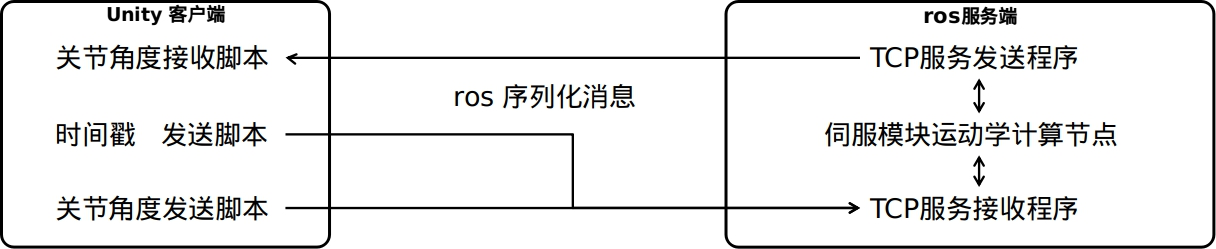 Unity 客户端
关节角度接收脚本
时间戳 发送脚本
关节角度发送脚本
ros 序列化消息
ros服务端
TCP服务发送程序
伺服模块运动学计算节点
TCP服务接收程序